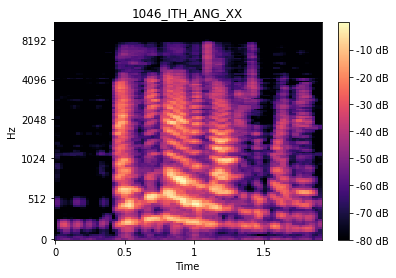 1046_ITH_ANG_XX
8192
4096
2048
1024
512
0
Hz
0
0.5
1
1.5
Time
-10 dB
-20 dB
-30 dB
-40 dB
-50 dB
-60 dB
-70 dB
-80 dB